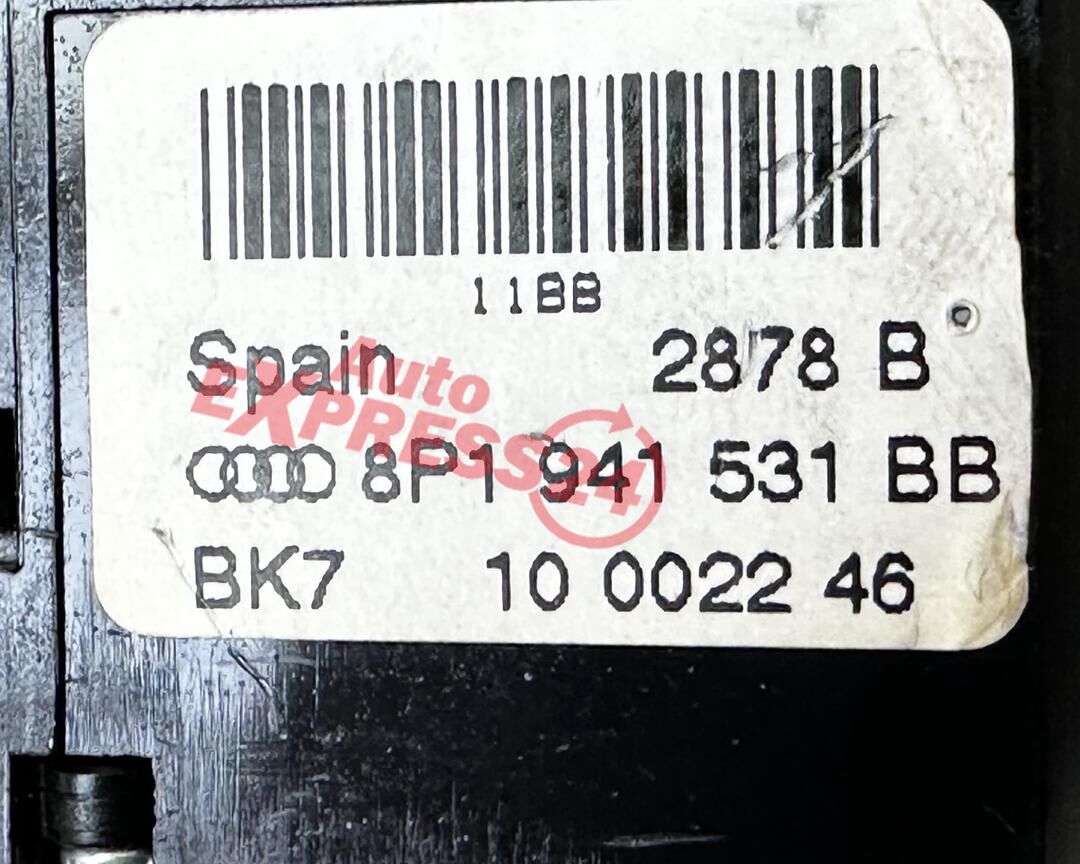 11BB
Spain 2878 B
8P1 941 531 BB
BK7 10 0022 46
Auto
EXPRESS24